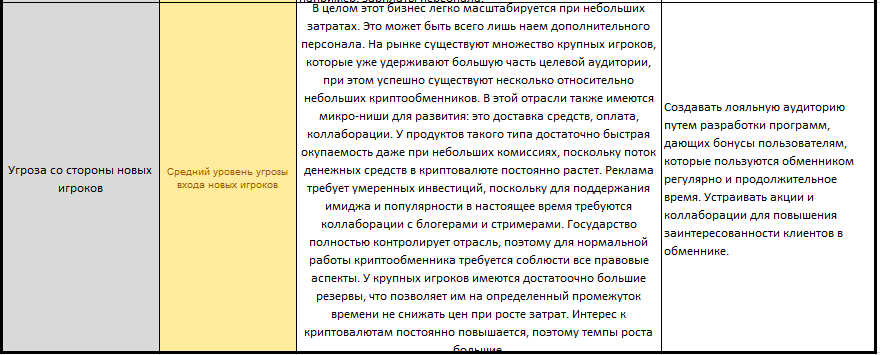 например: зарплаты персонала.
Угроза со стороны новых
игроков
Средний уровень угрозы
входа новых игроков
В целом этот бизнес легко масштабируется при небольших
затратах. Это может быть всего лишь наем дополнительного
персонала. На рынке существуют множество крупных игроков,
которые уже удерживают большую часть целевой аудитории,
при этом успешно существуют несколько относительно
небольших криптообменников. В этой отрасли также имеются
микро-ниши для развития: это доставка средств, оплата,
коллаборации. У продуктов такого типа достаточно быстрая
окупаемость даже при небольших комиссиях, поскольку поток
денежных средств в криптовалюте постоянно растет. Реклама
требует умеренных инвестиций, поскольку для поддержания
имиджа и популярности в настоящее время требуются
коллаборации с блогерами и стримерами. Государство
полностью контролирует отрасль, поэтому для нормальной
работы криптообменника требуется соблюсти все правовые
аспекты. У крупных игроков имеются достатоочно большие
резервы, что позволяет им на определенный промежуток
времени не снижать цен при росте затрат. Интерес к
криптовалютам постоянно повышается, поэтому темпы роста
большие
Создавать лояльную аудиторию
путем разработки программ,
дающих бонусы пользователям,
которые пользуются обменником
регулярно и продолжительное
время. Устраивать акции и
коллаборации для повышения
заинтересованности клиентов в
обменнике.